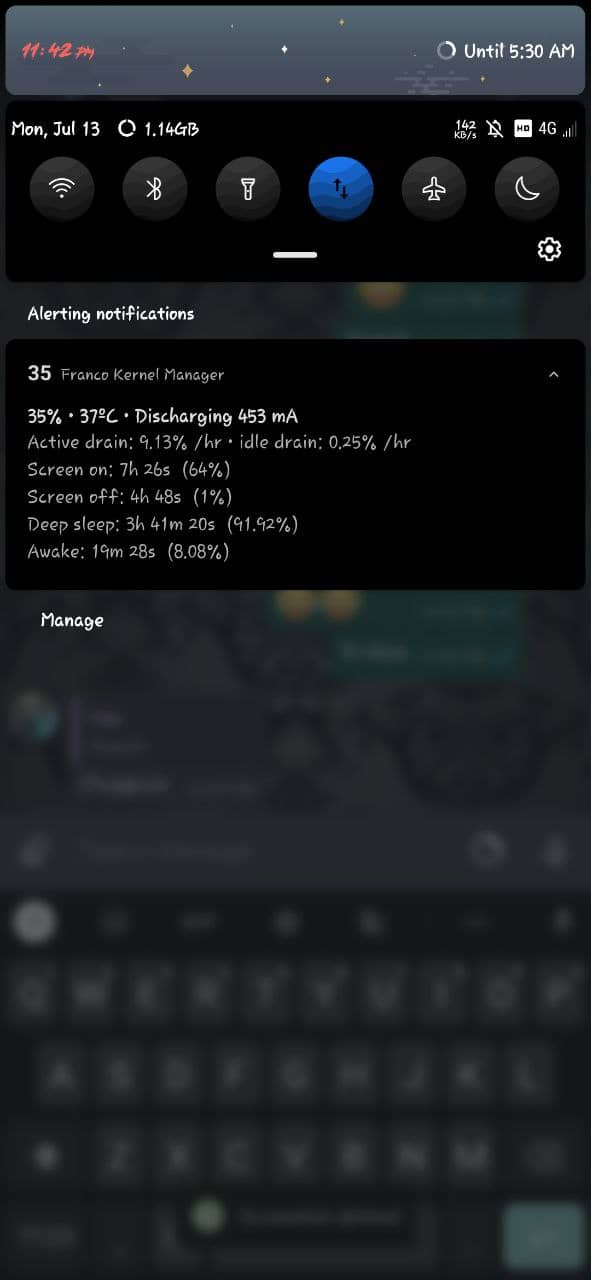 11:42 PM
Until 5:30 AM
Mon, Jul 13
1.14GB
142 KB/s
HD
4G
Alerting notifications
35 Franco Kernel Manager
35% • 37ºC • Discharging 453 mA
Active drain: 9.13% /hr • idle drain: 0.25% /hr
Screen on: 7h 26s (64%)
Screen off: 4h 48s (1%)
Deep sleep: 3h 41m 20s (91.92%)
Awake: 19m 28s (8.08%)
Manage
Q W E R T Y U I O P
A S D F G H J K L
Z X C V B N M